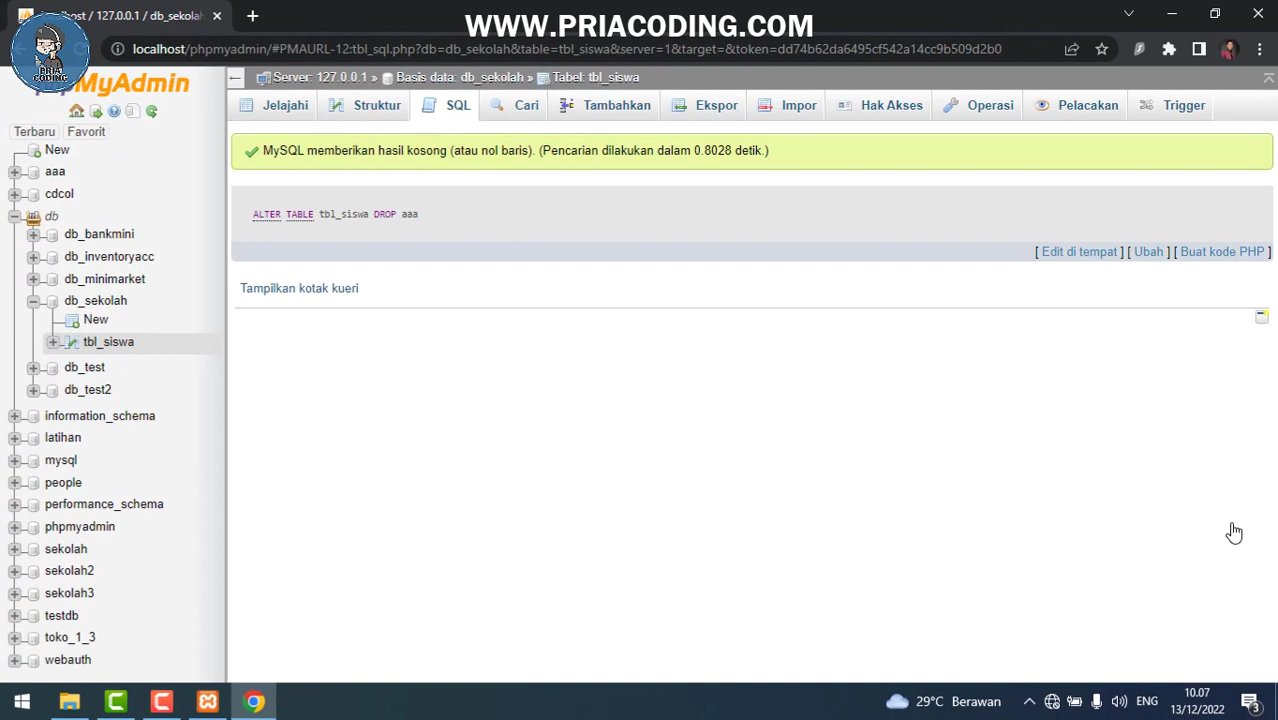 localhost / 127.0.0.1 / db_sekolah
WWW.PRIACODING.COM
localhost/phpmyadmin/#PMAURL-12:tbl_sql.php?db=db_sekolah&table=tbl_siswa&server=1&target=&token=dd74b62da6495cf542a14cc9b509d2b0
MyAdmin
Server: 127.0.0.1 » Basis data: db_sekolah » Tabel: tbl_siswa
Jelajahi Struktur SQL Cari Tambahkan Ekspor Impor Hak Akses Operasi Pelacakan Trigger
Terbaru Favorit
New
aaa
cdcol
db
db_bankmini
db_inventoryacc
db_minimarket
db_sekolah
New
tbl_siswa
db_test
db_test2
information_schema
latihan
mysql
people
performance_schema
phpmyadmin
sekolah
sekolah2
sekolah3
testdb
toko_1_3
webauth
MySQL memberikan hasil kosong (atau nol baris). (Pencarian dilakukan dalam 0.8028 detik.)
ALTER TABLE tbl_siswa DROP aaa
[ Edit di tempat ] [ Ubah ] [ Buat kode PHP ]
Tampilkan kotak kueri
29°C Berawan
ENG
10.07
13/12/2022
3